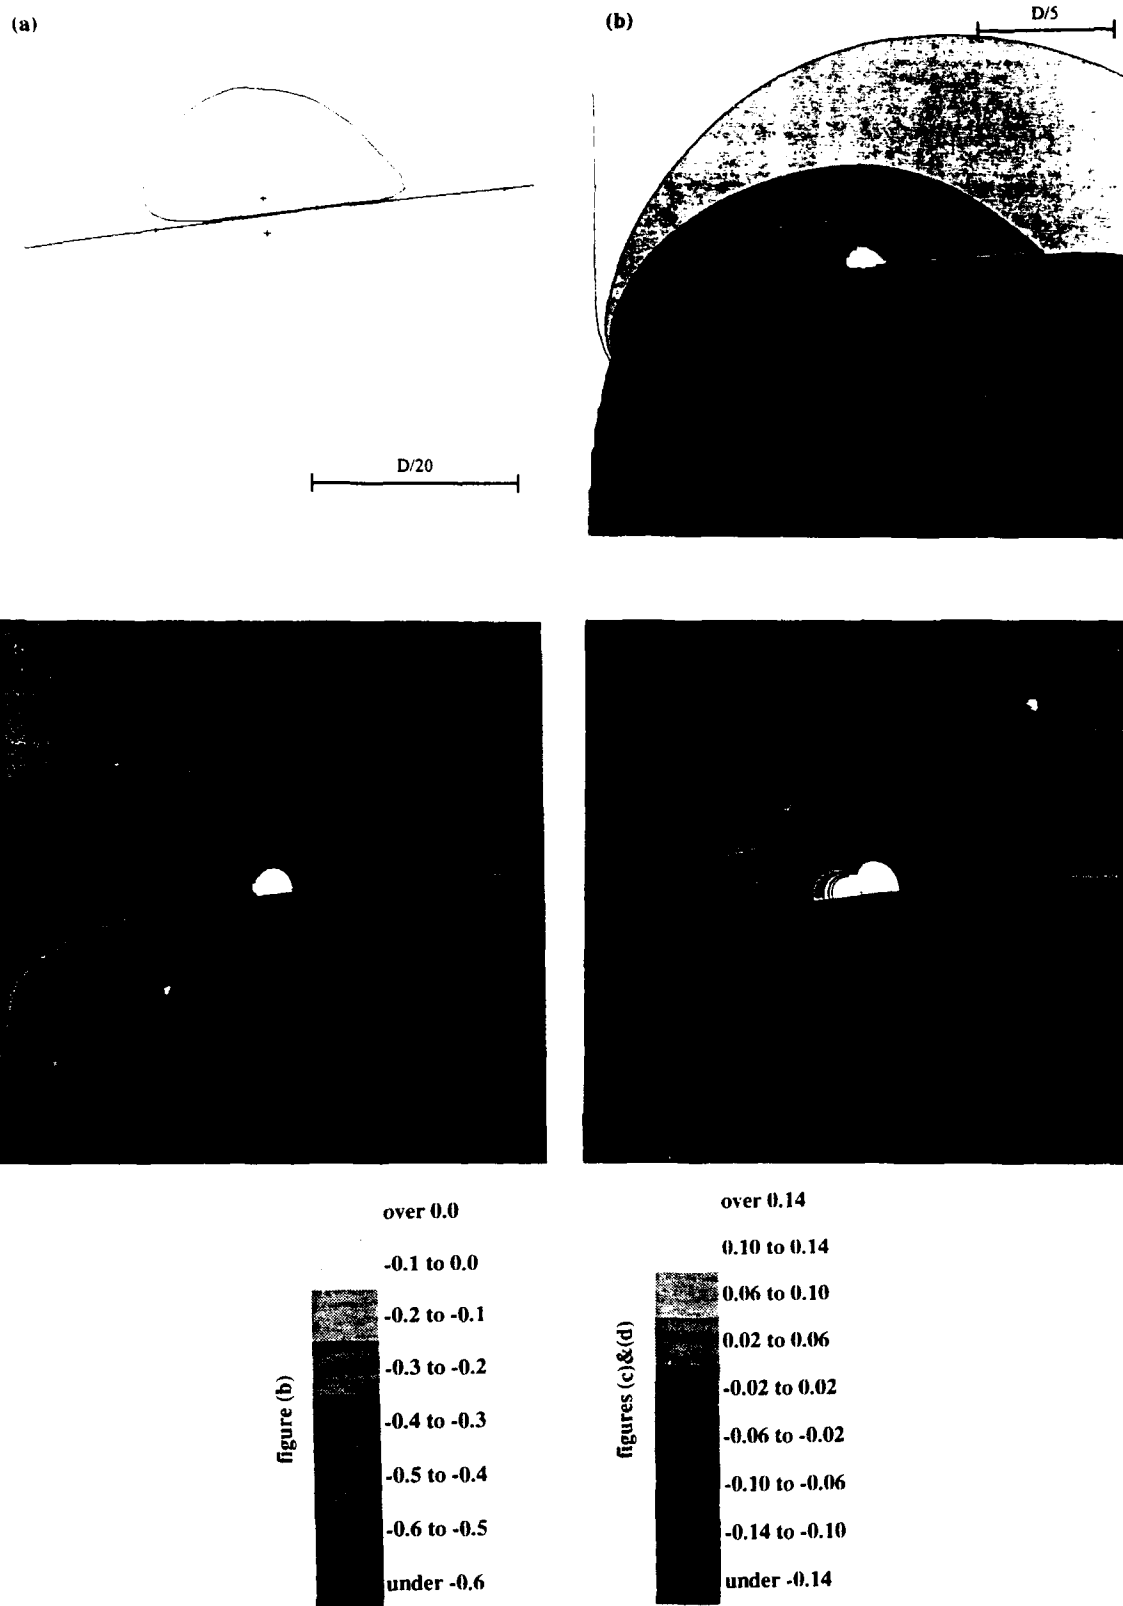 (a)
(b)
D/5
D/20
figure (b)
over 0.0
-0.1 to 0.0
-0.2 to -0.1
-0.3 to -0.2
-0.4 to -0.3
-0.5 to -0.4
-0.6 to -0.5
under -0.6
figures (c)&(d)
over 0.14
0.10 to 0.14
0.06 to 0.10
0.02 to 0.06
-0.02 to 0.02
-0.06 to -0.02
-0.10 to -0.06
-0.14 to -0.10
under -0.14